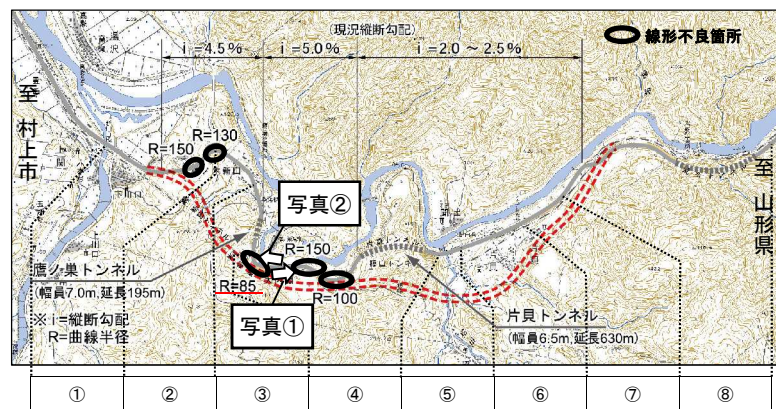 (現況縦断勾配)
i=4.5%
i=5.0%
i=2.0 ~ 2.5%
線形不良箇所
至 村上市
至 山形県
R=150
R=130
写真②
R=150
R=85
R=100
写真①
鷹ノ巣トンネル
(幅員7.0m,延長195m)
※ i=縦断勾配
R=曲線半径
片貝トンネル
(幅員6.5m,延長630m)
①
②
③
④
⑤
⑥
⑦
⑧